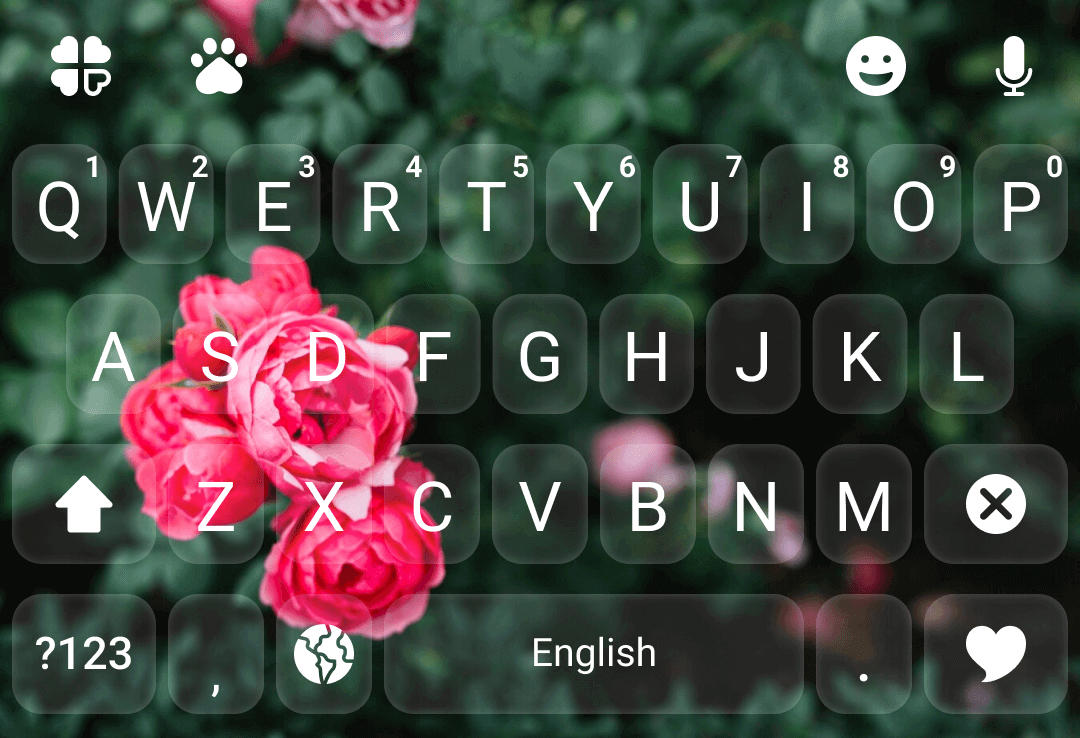 1 2 3 4 5 6 7 8 9 0
Q W E R T Y U I O P
A S D F G H J K L
Z X C V B N M
?123 , English .